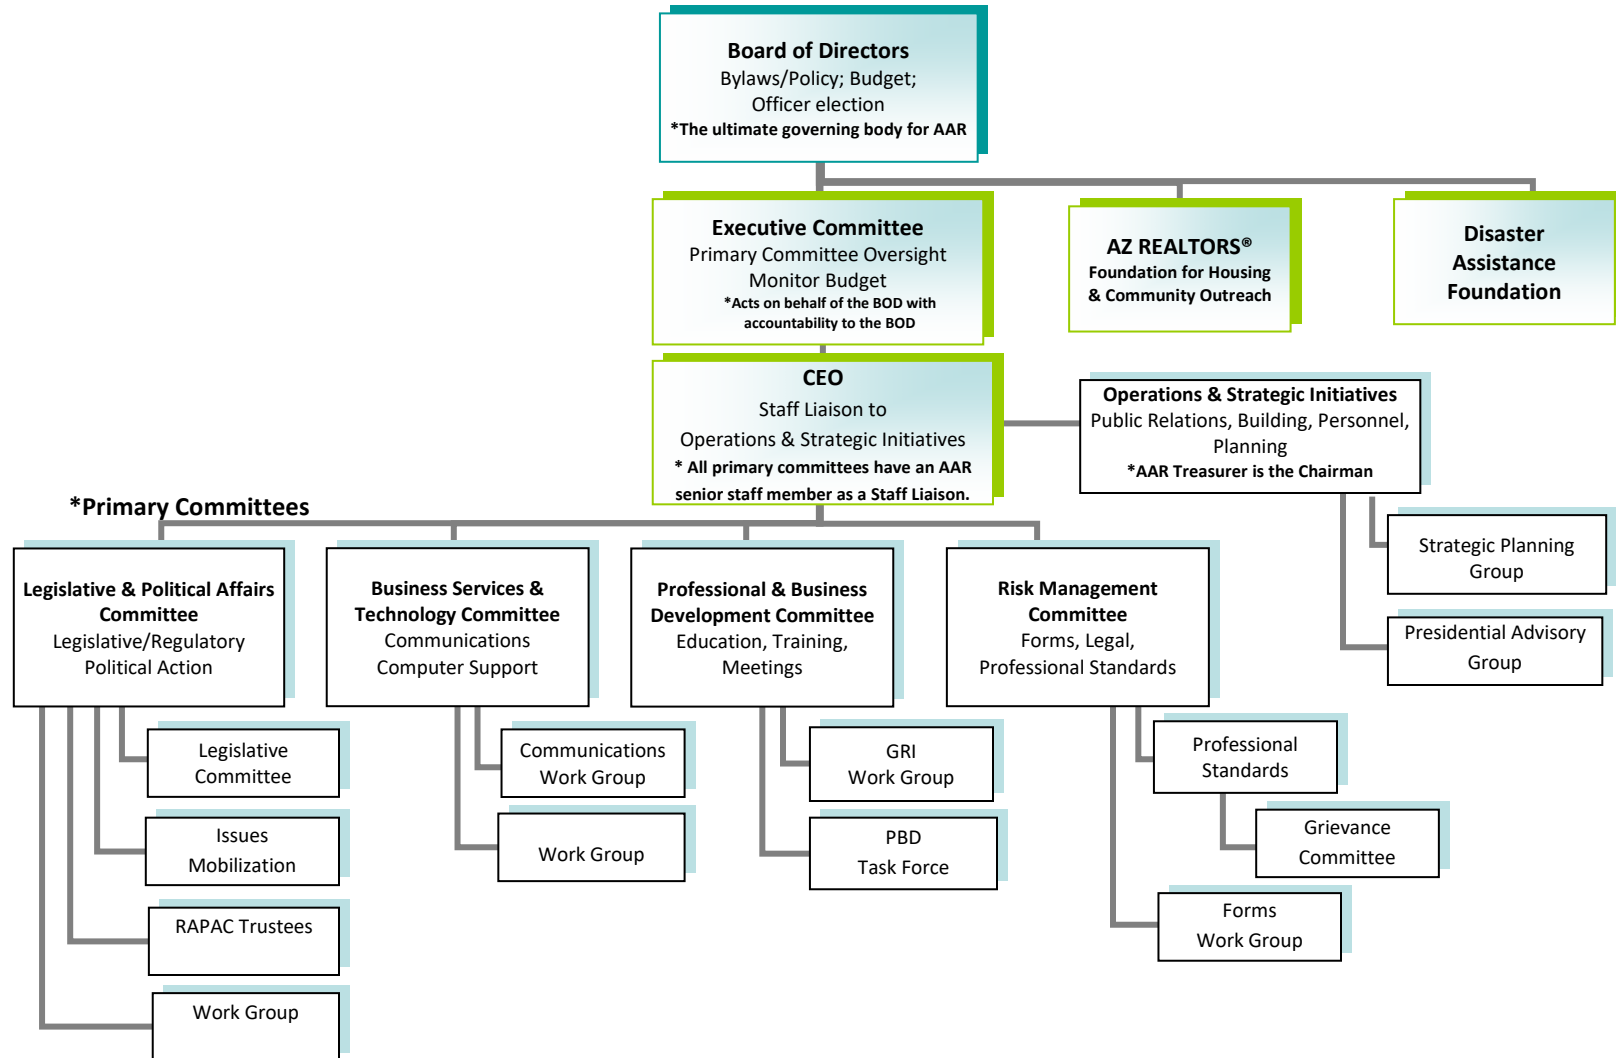 Board of Directors
Bylaws/Policy; Budget;
Officer election
*The ultimate governing body for AAR
Executive Committee
Primary Committee Oversight
Monitor Budget
*Acts on behalf of the BOD with
accountability to the BOD
AZ REALTORS®
Foundation for Housing
& Community Outreach
Disaster
Assistance
Foundation
CEO
Staff Liaison to
Operations & Strategic Initiatives
* All primary committees have an AAR
senior staff member as a Staff Liaison.
Operations & Strategic Initiatives
Public Relations, Building, Personnel,
Planning
*AAR Treasurer is the Chairman
Strategic Planning
Group
Presidential Advisory
Group
*Primary Committees
Legislative & Political Affairs
Committee
Legislative/Regulatory
Political Action
Business Services &
Technology Committee
Communications
Computer Support
Professional & Business
Development Committee
Education, Training,
Meetings
Risk Management
Committee
Forms, Legal,
Professional Standards
Legislative
Committee
Issues
Mobilization
RAPAC Trustees
Work Group
Communications
Work Group
Work Group
GRI
Work Group
PBD
Task Force
Professional
Standards
Grievance
Committee
Forms
Work Group